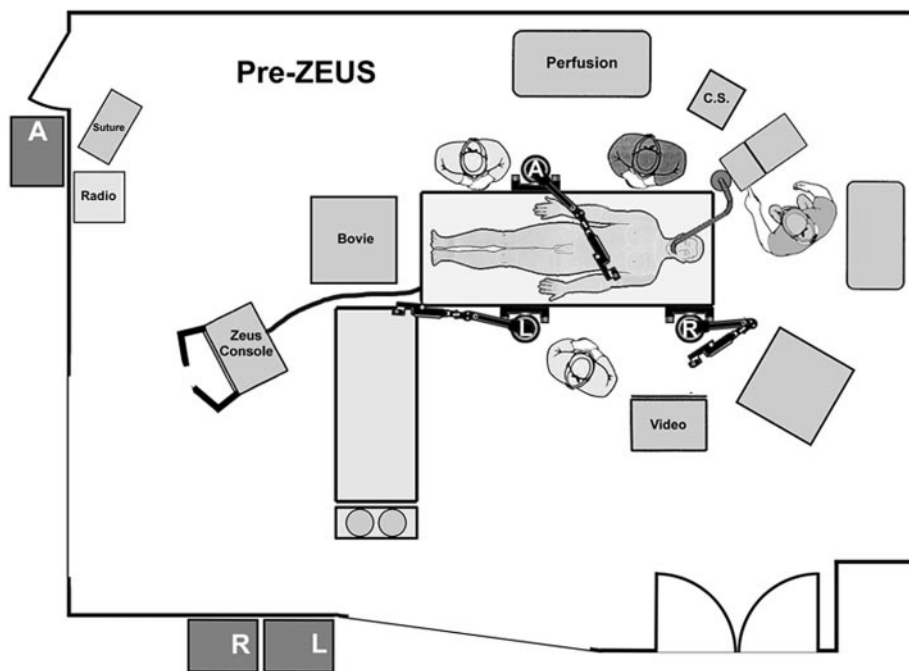 Pre-ZEUS
Perfusion
C.S.
A
Suture
Radio
A
Bovie
Zeus
Console
L
R
Video
R
L